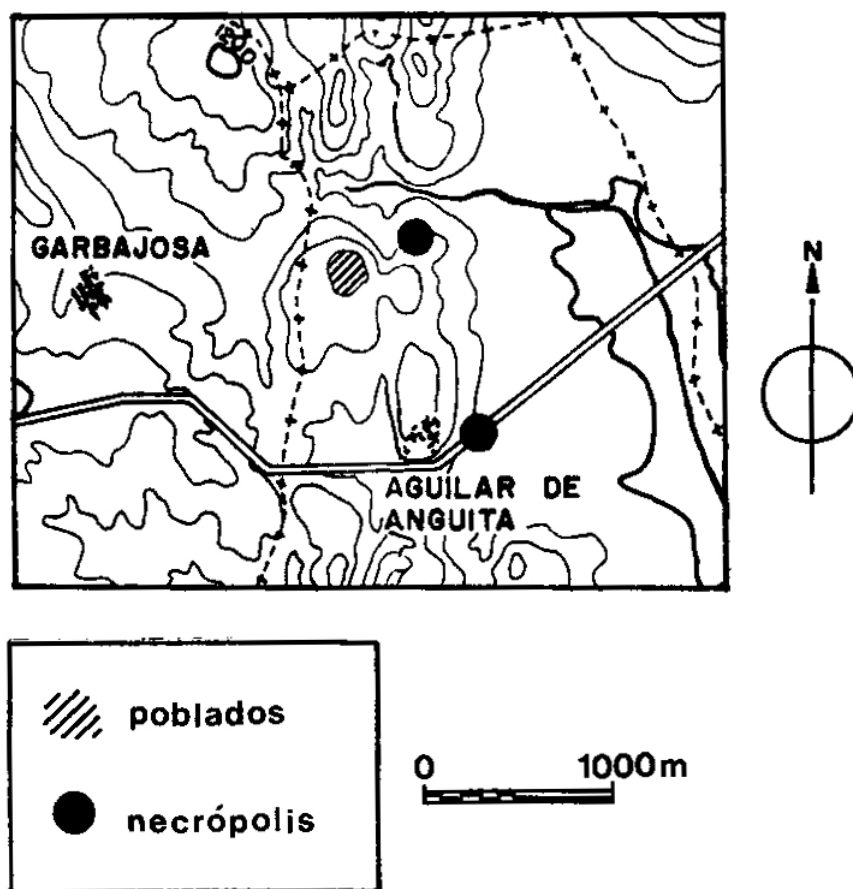 GARBAJOSA
N
AGUILAR DE
ANGUITA
poblados
necrópolis
0 1000m